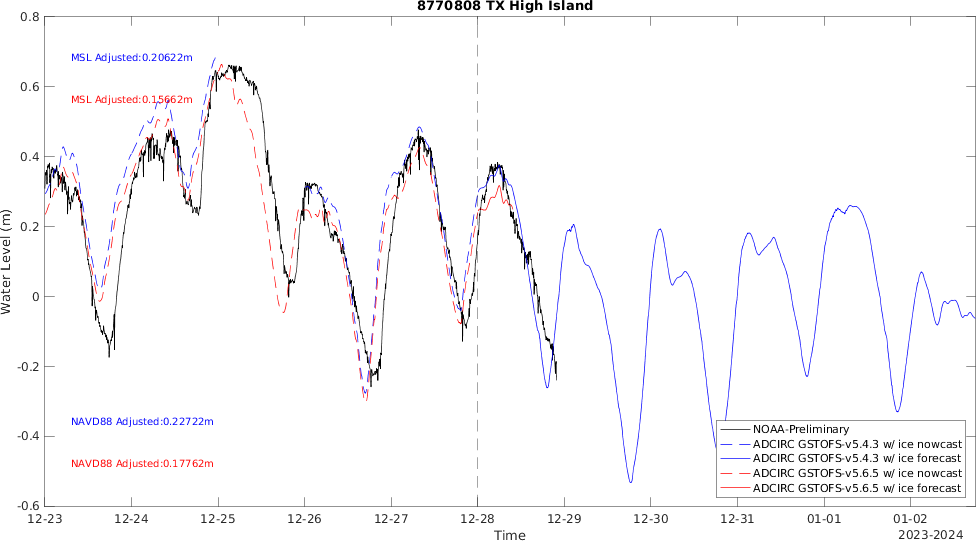 8770808 TX High Island
0.8
0.6
0.4
0.2
0
-0.2
-0.4
-0.6
Water Level (m)
MSL Adjusted:0.20622m
MSL Adjusted:0.15662m
NAVD88 Adjusted:0.22722m
NAVD88 Adjusted:0.17762m
NOAA-Preliminary
ADCIRC GSTOFS-v5.4.3 w/ ice nowcast
ADCIRC GSTOFS-v5.4.3 w/ ice forecast
ADCIRC GSTOFS-v5.6.5 w/ ice nowcast
ADCIRC GSTOFS-v5.6.5 w/ ice forecast
12-23 12-24 12-25 12-26 12-27 12-28 12-29 12-30 12-31 01-01 01-02
Time
2023-2024